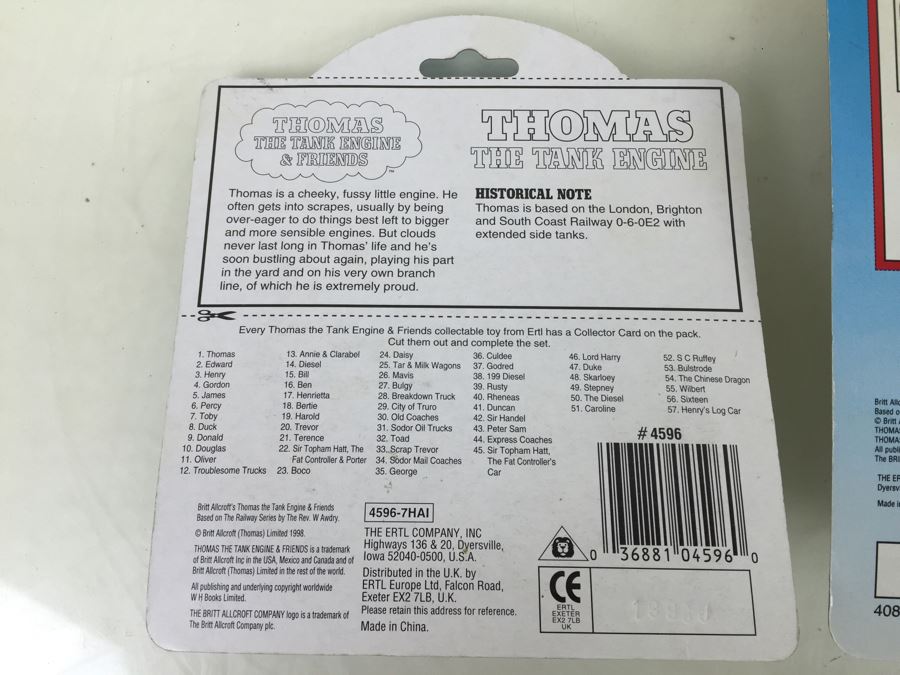 THOMAS
THE TANK ENGINE
& FRIENDS
™
Thomas is a cheeky, fussy little engine. He
often gets into scrapes, usually by being
over-eager to do things best left to bigger
and more sensible engines. But clouds
never last long in Thomas' life and he's
soon bustling about again, playing his part
in the yard and on his very own branch
line, of which he is extremely proud.
THOMAS
THE TANK ENGINE
HISTORICAL NOTE
Thomas is based on the London, Brighton
and South Coast Railway 0-6-0E2 with
extended side tanks.
Every Thomas the Tank Engine & Friends collectable toy from Ertl has a Collector Card on the pack.
Cut them out and complete the set.
1. Thomas
2. Edward
3. Henry
4. Gordon
5. James
6. Percy
7. Toby
8. Duck
9. Donald
10. Douglas
11. Oliver
12. Troublesome Trucks
13. Annie & Clarabel
14. Diesel
15. Bill
16. Ben
17. Henrietta
18. Bertie
19. Harold
20. Trevor
21. Terence
22. Sir Topham Hatt, The
Fat Controller & Porter
23. Boco
24. Daisy
25. Tar & Milk Wagons
26. Mavis
27. Bulgy
28. Breakdown Truck
29. City of Truro
30. Old Coaches
31. Sodor Oil Trucks
32. Toad
33. Scrap Trevor
34. Sodor Mail Coaches
35. George
36. Culdee
37. Godred
38. 199 Diesel
39. Rusty
40. Rheneas
41. Duncan
42. Sir Handel
43. Peter Sam
44. Express Coaches
45. Sir Topham Hatt,
The Fat Controller's
Car
46. Lord Harry
47. Duke
48. Skarloey
49. Stepney
50. The Diesel
51. Caroline
52. S C Ruffey
53. Bulstrode
54. The Chinese Dragon
55. Wilbert
56. Sixteen
57. Henry's Log Car
Britt Allcroft's Thomas the Tank Engine & Friends
Based on The Railway Series by The Rev. W Awdry.
© Britt Allcroft (Thomas) Limited 1998.
THOMAS THE TANK ENGINE & FRIENDS is a trademark
of Britt Allcroft Inc in the USA, Mexico and Canada and of
Britt Allcroft (Thomas) Limited in the rest of the world.
All publishing and underlying copyright worldwide
W H Books Limited.
THE BRITT ALLCROFT COMPANY logo is a trademark of
The Britt Allcroft Company plc.
4596-7HAI
THE ERTL COMPANY, INC
Highways 136 & 20, Dyersville,
Iowa 52040-0500, U.S.A.
Distributed in the U.K. by
ERTL Europe Ltd, Falcon Road,
Exeter EX2 7LB, U.K.
Please retain this address for reference.
Made in China.
# 4596
0 36881 04596 0
CE
ERTL
EXETER
EX2 7LB
UK
Britt All
Based o
© Britt
THOMA
THOMA
All publ
The BRI
THE ER
Dyersv
Made i
408